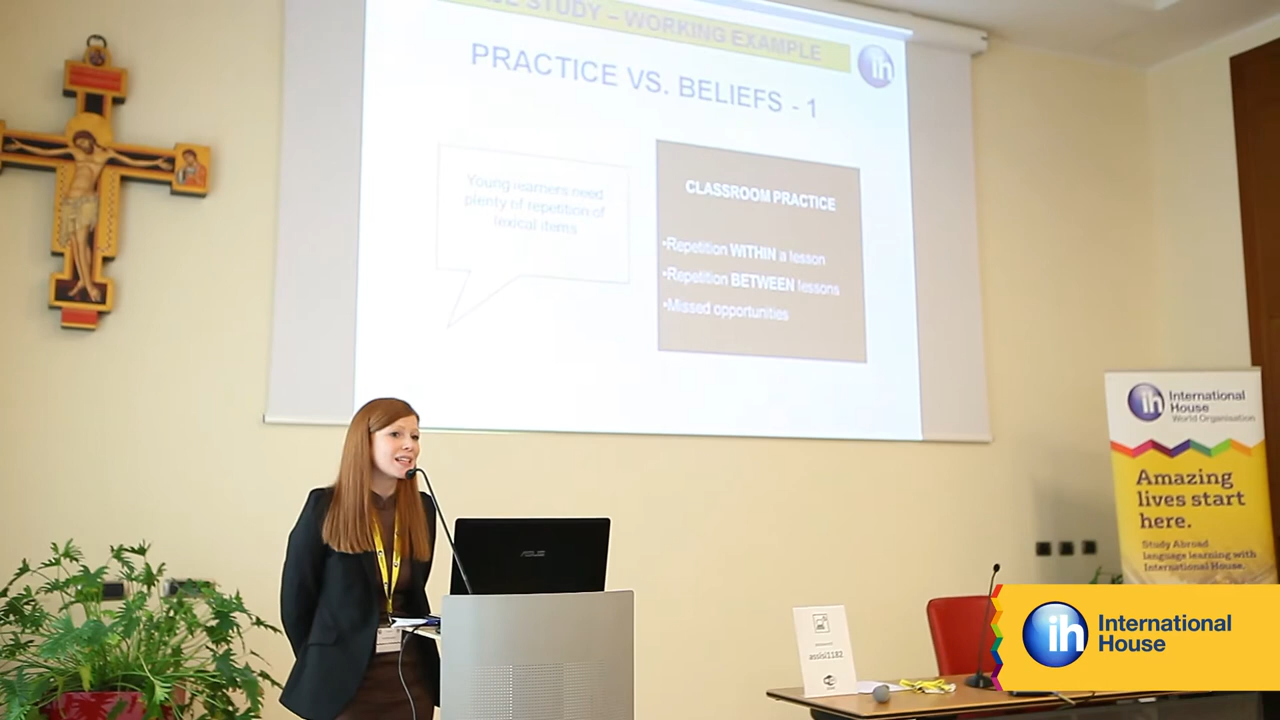 STUDY – WORKING EXAMPLE
ih
PRACTICE VS. BELIEFS - 1
Young learners need
plenty of repetition of
lexical items
CLASSROOM PRACTICE
•Repetition WITHIN a lesson
•Repetition BETWEEN lessons
•Missed opportunities
ASUS
ih International
House
World Organisation
Amazing
lives start
here.
Study Abroad
language learning with
International House.
assisi1182
ih International
House